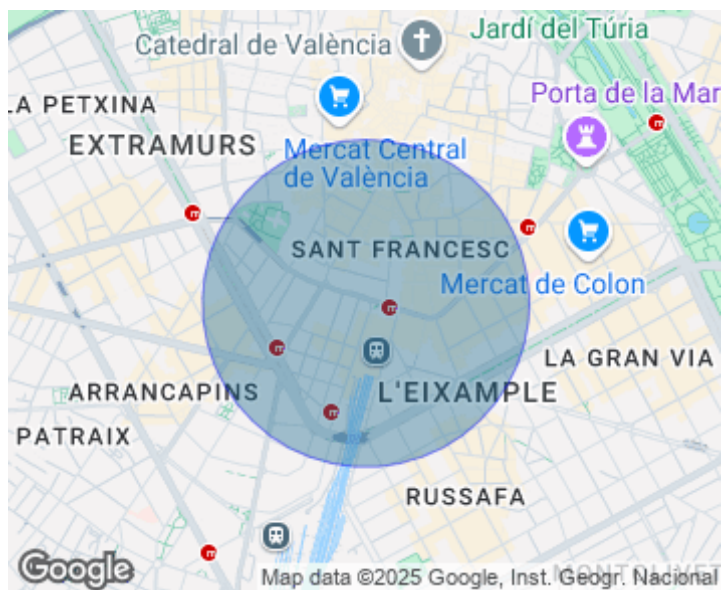 Jardí del Túria
Catedral de València
LA PETXINA
Porta de la Mar
EXTRAMURS
Mercat Central
de València
SANT FRANCESC
Mercat de Colon
LA GRAN VIA
ARRANCAPINS
L'EIXAMPLE
PATRAIX
RUSSAFA
MONTOLIVET
Google
Map data ©2025 Google, Inst. Geogr. Nacional